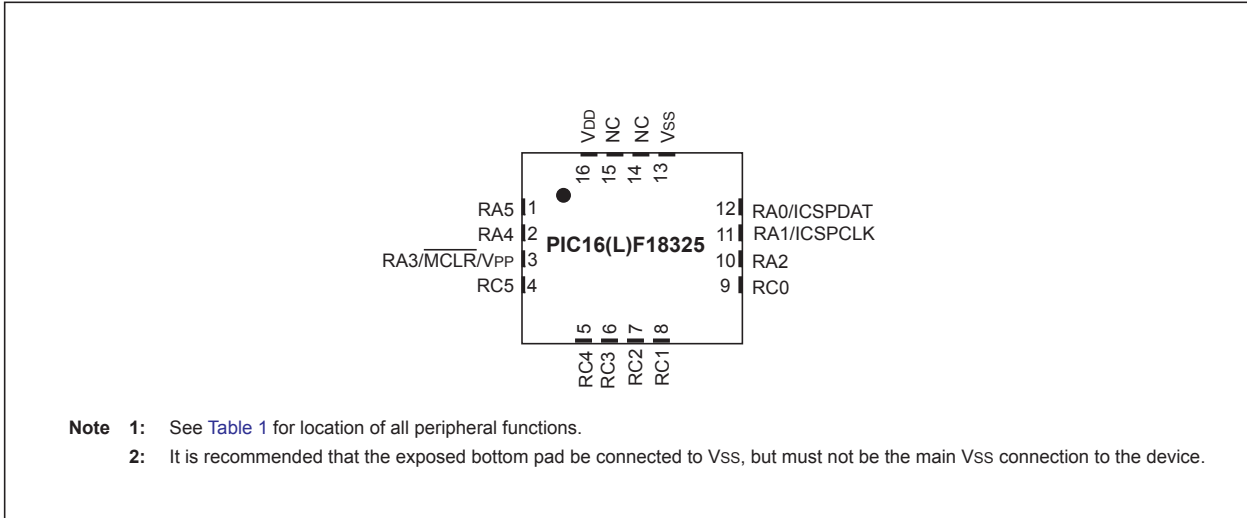 VDD
NC
NC
VSS
16
15
14
13
RA5 1
RA4 2
RA3/MCLR/VPP 3
RC5 4
PIC16(L)F18325
12 RA0/ICSPDAT
11 RA1/ICSPCLK
10 RA2
9 RC0
5
6
7
8
RC4
RC3
RC2
RC1
Note 1: See Table 1 for location of all peripheral functions.
2: It is recommended that the exposed bottom pad be connected to VSS, but must not be the main VSS connection to the device.